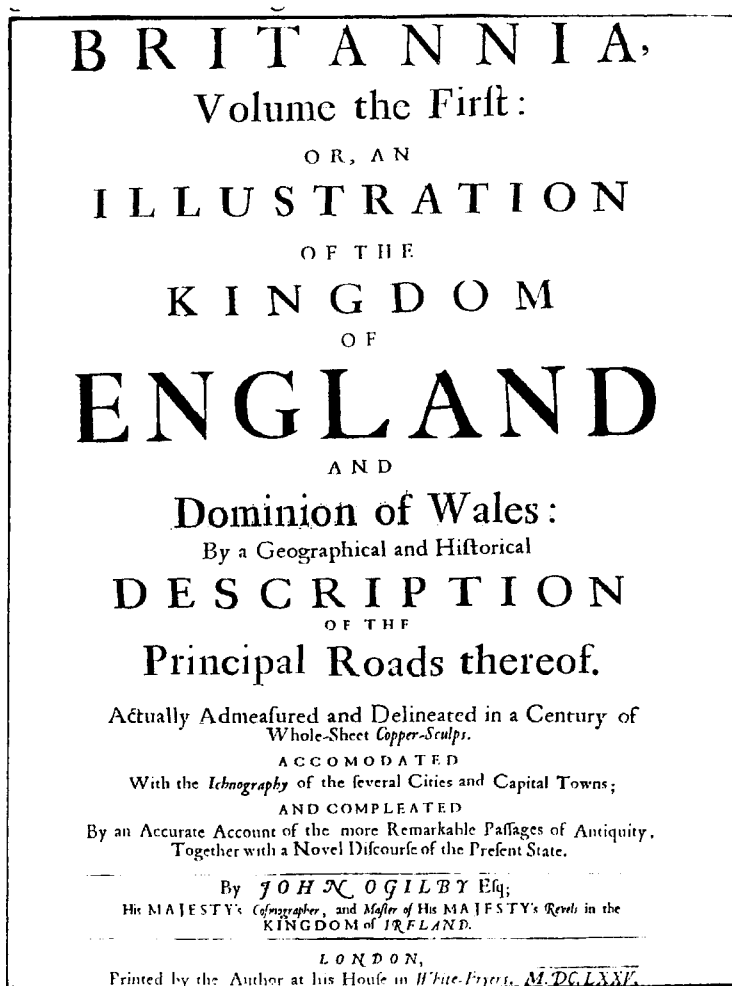 BRITANNIA,
Volume the Firſt:
OR, AN
ILLUSTRATION
OF THE
KINGDOM
OF
ENGLAND
AND
Dominion of Wales:
By a Geographical and Hiſtorical
DESCRIPTION
OF THE
Principal Roads thereof.
Actually Admeaſured and Delineated in a Century of
Whole-Sheet Copper-Sculps.
ACCOMODATED
With the Ichnography of the ſeveral Cities and Capital Towns;
AND COMPLEATED
By an Accurate Account of the more Remarkable Paſſages of Antiquity,
Together with a Novel Diſcourſe of the Preſent State.
By JOHN OGILBY Eſq;
His MAJESTY's Coſmographer, and Maſter of His MAJESTY's Revels in the
KINGDOM of IRELAND.
LONDON,
Printed by the Author at his Houſe in White-Fryers, M.DC.LXXV.